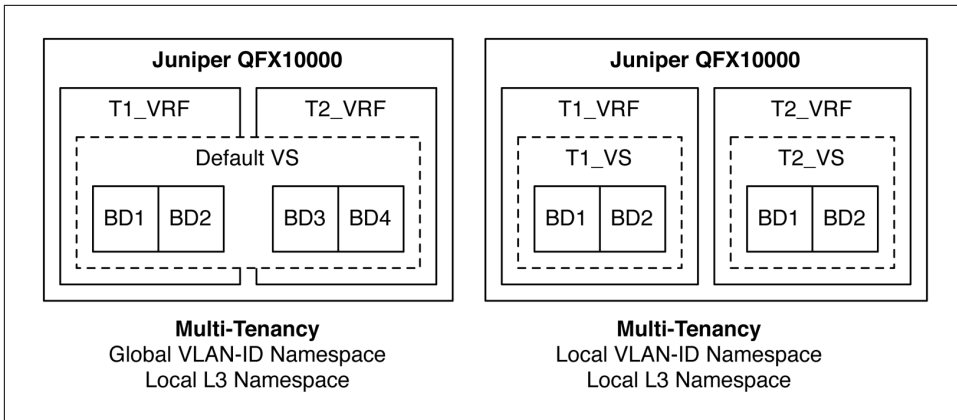 Juniper QFX10000
T1_VRF
T2_VRF
Default VS
BD1
BD2
BD3
BD4
Multi-Tenancy
Global VLAN-ID Namespace
Local L3 Namespace
Juniper QFX10000
T1_VRF
T2_VRF
T1_VS
T2_VS
BD1
BD2
BD1
BD2
Multi-Tenancy
Local VLAN-ID Namespace
Local L3 Namespace